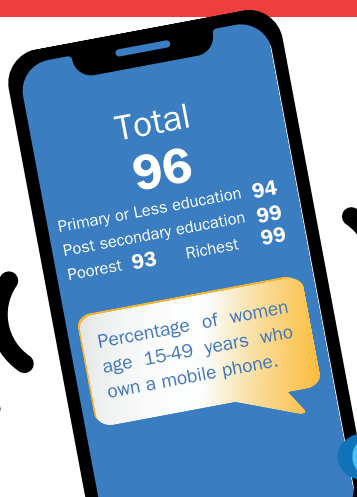 Total
96
Primary or Less education 94
Post secondary education 99
Poorest 93 Richest 99
Percentage of women
age 15-49 years who
own a mobile phone.